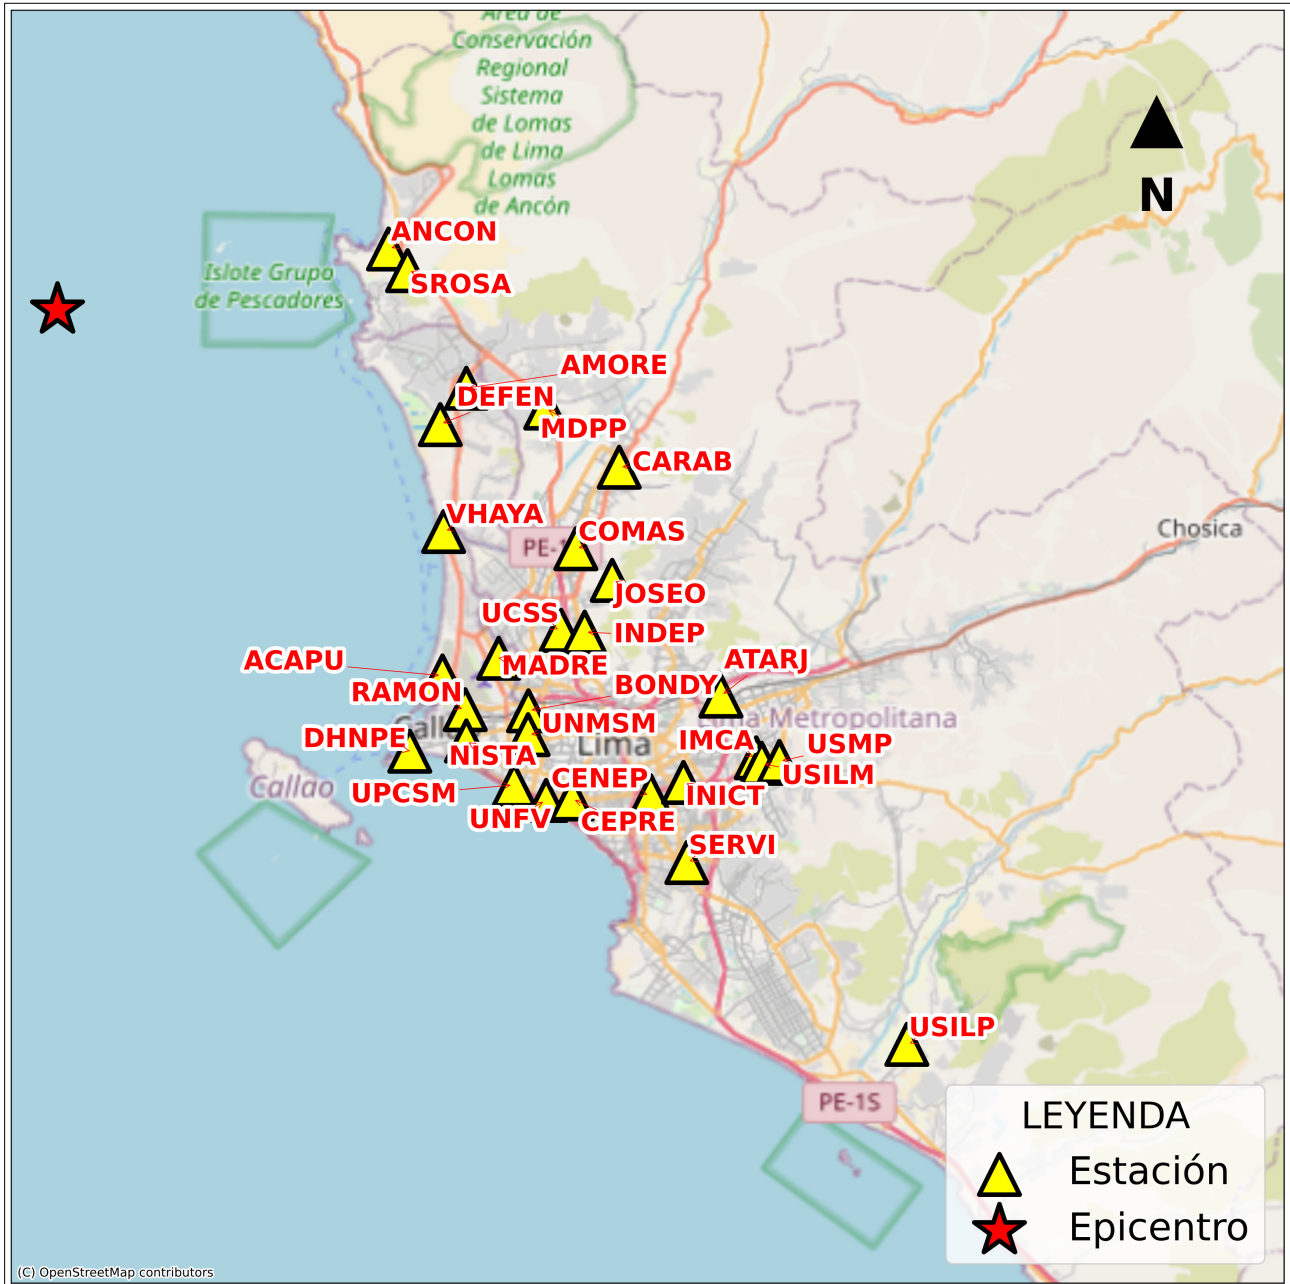 Área de
Conservación
Regional
Sistema
de Lomas
de Lima
Lomas
de Ancón
N
ANCON
SROSA
Islote Grupo
de Pescadores
AMORE
DEFEN
MDPP
CARAB
VHAYA
COMAS
PE-1
Chosica
JOSEO
UCSS
INDEP
ACAPU
MADRE
ATARJ
RAMON
BONDY
UNMSM
Lima Metropolitana
DHNPE
NISTA
Lima
IMCA
USMP
USILM
Callao
UPCSM
CENEP
INICT
UNFV
CEPRE
SERVI
USILP
PE-1S
LEYENDA
Estación
Epicentro
(C) OpenStreetMap contributors